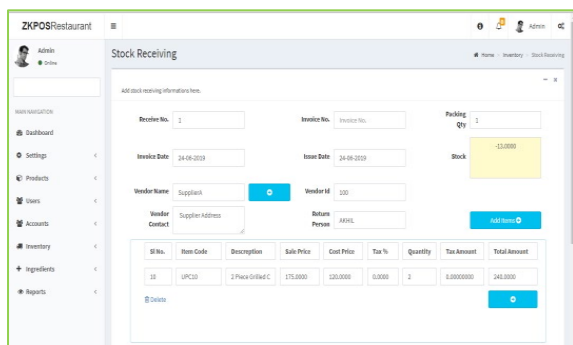 ZKPOSRestaurant
Admin
Admin
Online
Stock Receiving
Home - Inventory - Stock Receiving
Add stock receiving informations here.
MAIN NAVIGATION
Dashboard
Settings
Products
Users
Accounts
Inventory
Ingredients
Reports
Receive No. 1 Invoice No. Invoice No. Packing Qty 1
Invoice Date 24-08-2019 Issue Date 24-08-2019 Stock -13.0000
Vendor Name SupplierA Vendor Id 100
Vendor Contact Supplier Address Return Person AKHIL Add Items
Sl No. Item Code Descreption Sale Price Cost Price Tax % Quantity Tax Amount Total Amount
10 UPC10 2 Piece Grilled C 175.0000 120.0000 0.0000 2 0.00000000 240.0000
Delete